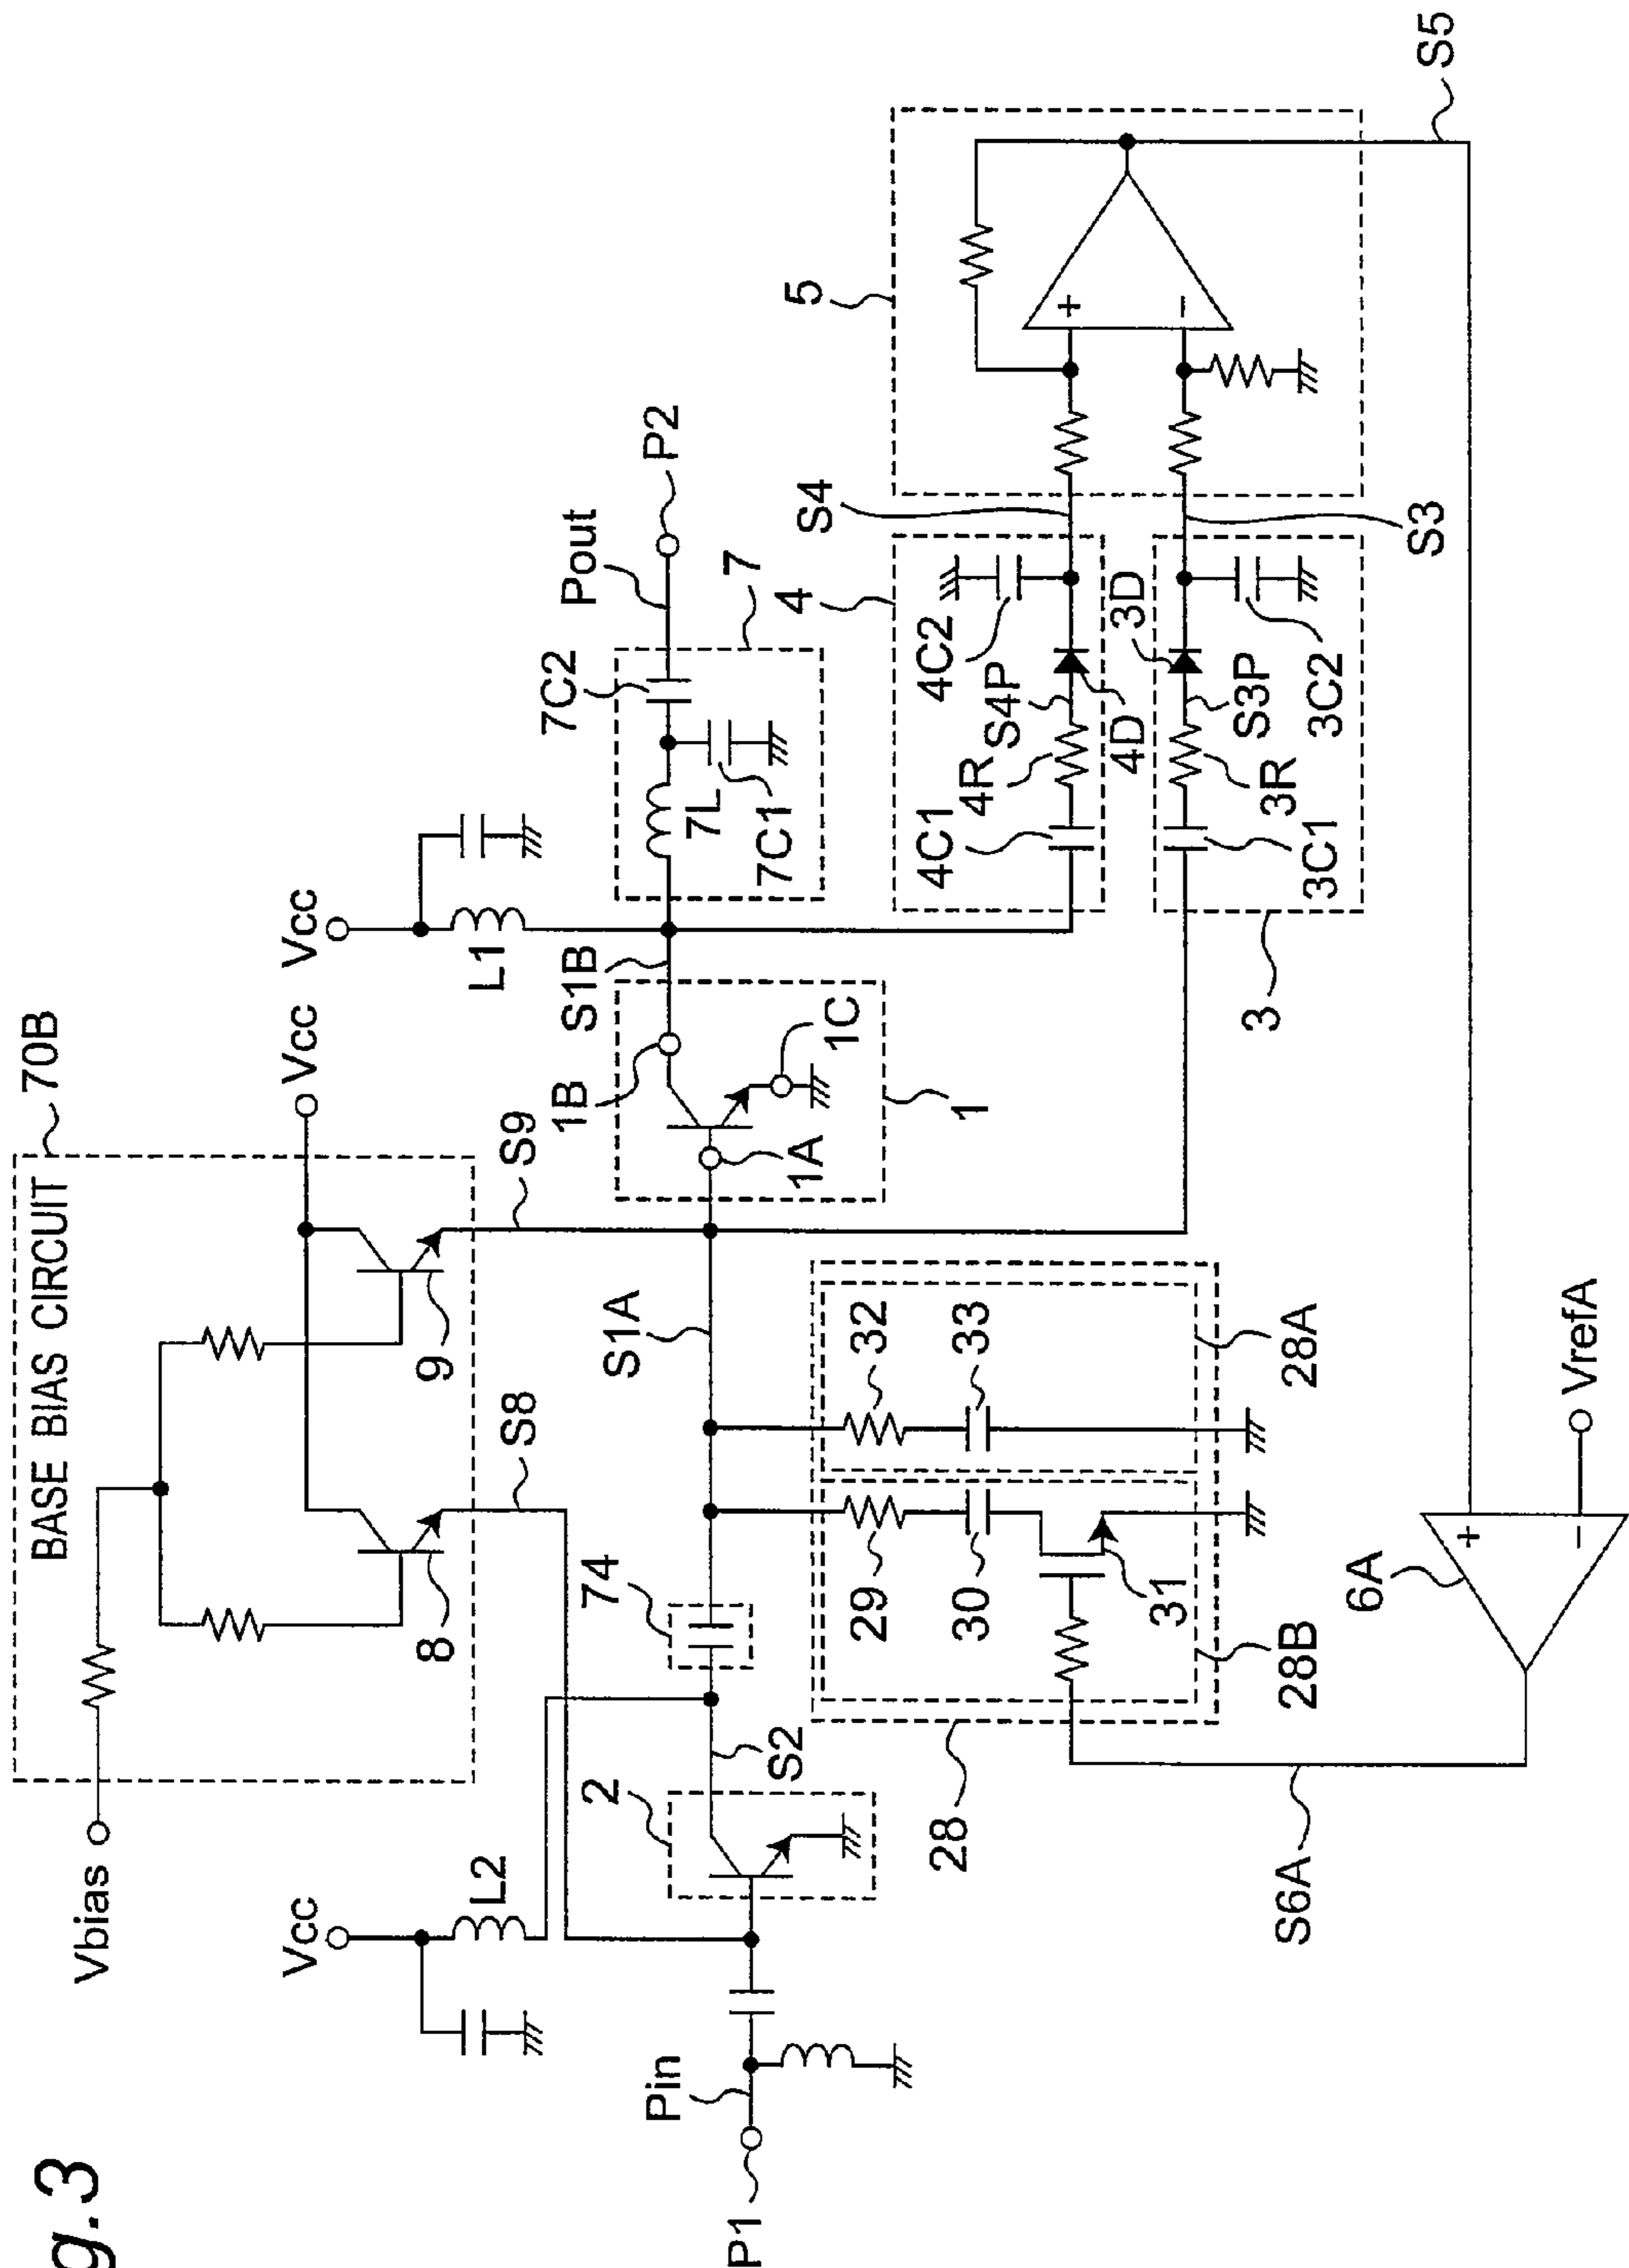 g.3
BASE BIAS CIRCUIT
70B
Vbias
Vcc
Vcc
Vcc
8
9
S8
S9
L2
L1
P1
Pin
2
S2
74
S1A
1A
1B
1C
1
S1B
7L
7C1
7C2
7
Pout
P2
28
28B
28A
29
30
31
32
33
4
4C1
4R
S4P
4D
4C2
S4
3
3C1
3R
S3P
3D
3C2
S3
5
+
−
S5
6A
+
−
VrefA
S6A